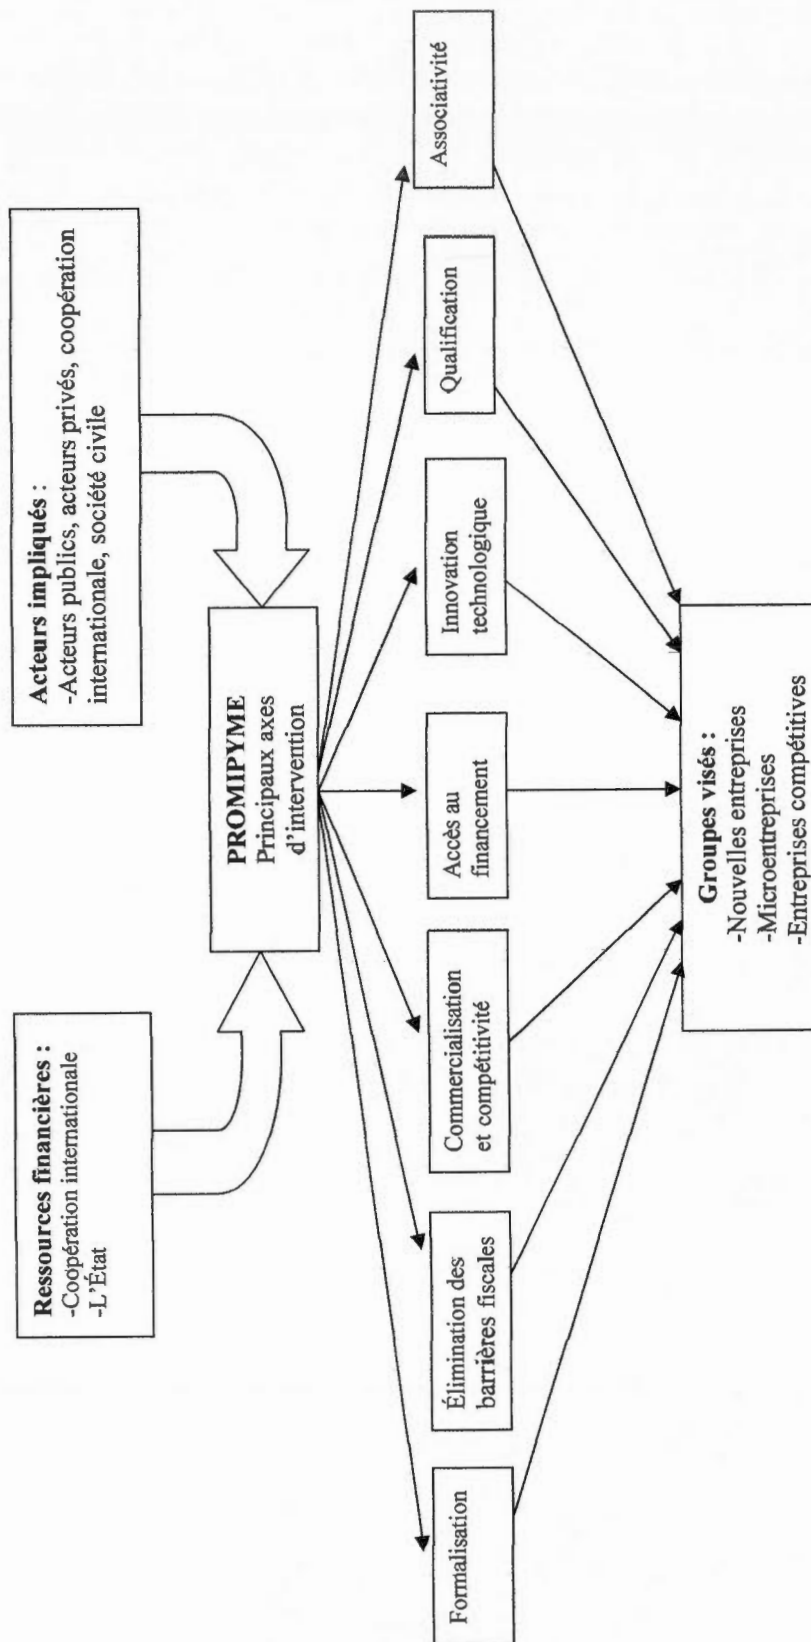 Ressources financières :
-Coopération internationale
-L'État
Acteurs impliqués :
-Acteurs publics, acteurs privés, coopération
internationale, société civile
PROMIPYME
Principaux axes
d'intervention
Formalisation
Élimination des
barrières fiscales
Commercialisation
et compétitivité
Accès au
financement
Innovation
technologique
Qualification
Associativité
Groupes visés :
-Nouvelles entreprises
-Microentreprises
-Entreprises compétitives